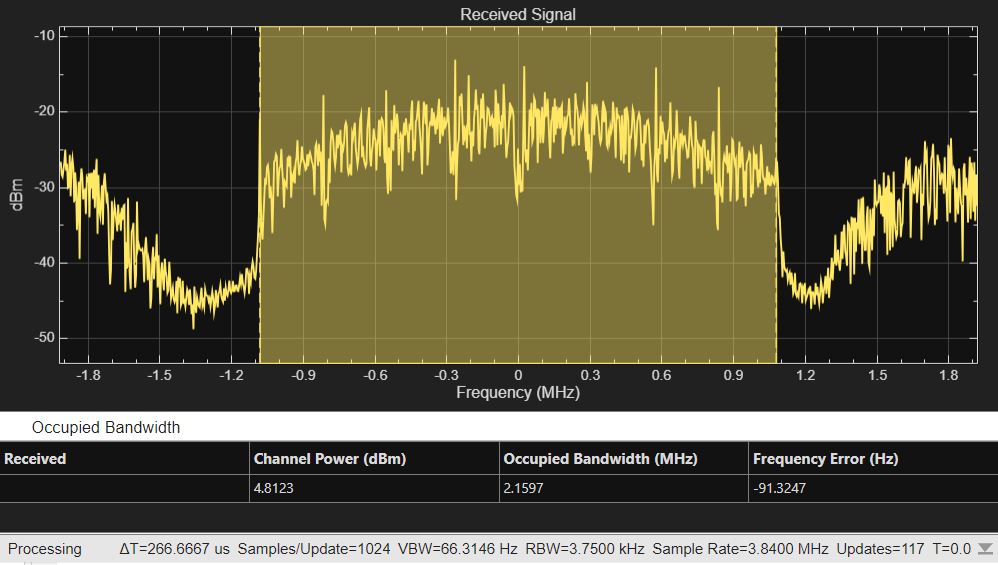 Received Signal
-10
-20
-30
-40
-50
dBm
-1.8 -1.5 -1.2 -0.9 -0.6 -0.3 0 0.3 0.6 0.9 1.2 1.5 1.8
Frequency (MHz)
Occupied Bandwidth
Received Channel Power (dBm) Occupied Bandwidth (MHz) Frequency Error (Hz)
4.8123 2.1597 -91.3247
Processing ΔT=266.6667 us Samples/Update=1024 VBW=66.3146 Hz RBW=3.7500 kHz Sample Rate=3.8400 MHz Updates=117 T=0.0